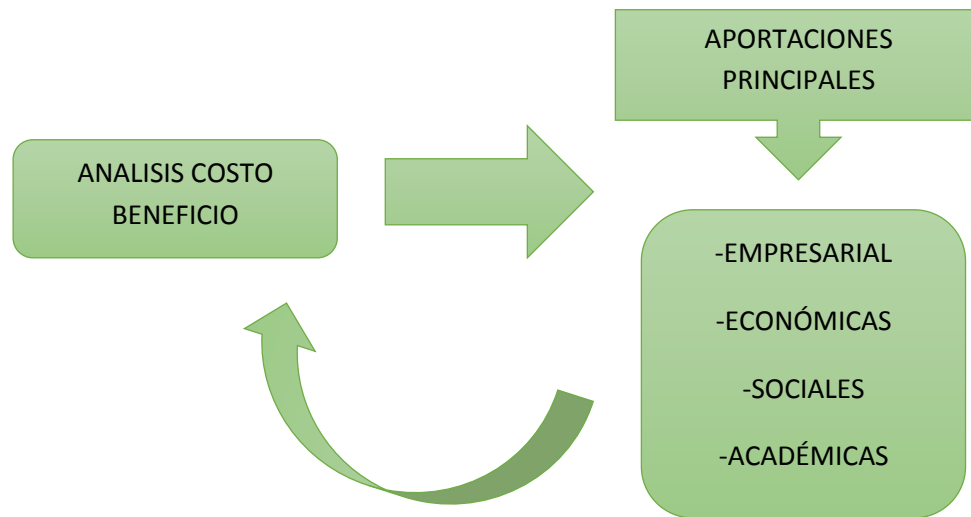 APORTACIONES
PRINCIPALES
ANALISIS COSTO
BENEFICIO
-EMPRESARIAL
-ECONÓMICAS
-SOCIALES
-ACADÉMICAS